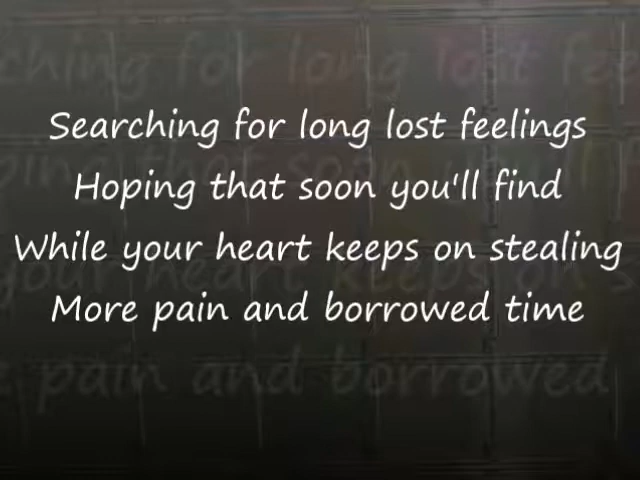 Searching for long lost feelings
Hoping that soon you'll find
While your heart keeps on stealing
More pain and borrowed time